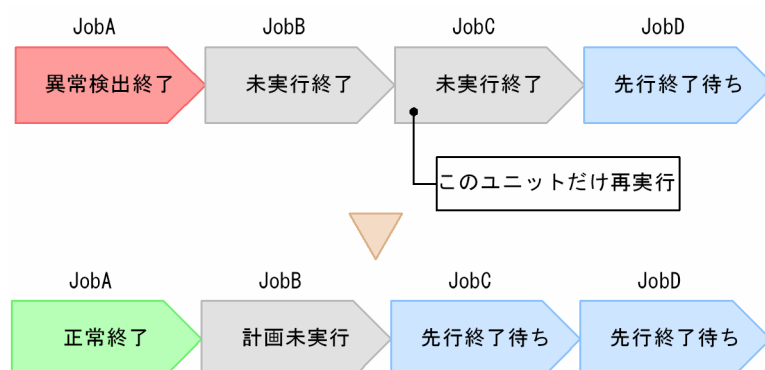 JobA JobB JobC JobD
異常検出終了 未実行終了 未実行終了 先行終了待ち
このユニットだけ再実行
JobA JobB JobC JobD
正常終了 計画未実行 先行終了待ち 先行終了待ち